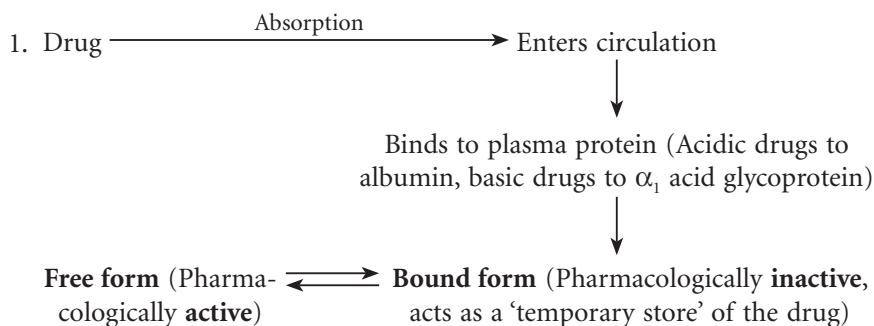 Absorption
1. Drug Enters circulation
Binds to plasma protein (Acidic drugs to
albumin, basic drugs to α₁ acid glycoprotein)
Free form (Pharma- Bound form (Pharmacologically inactive,
cologically active) acts as a ‘temporary store’ of the drug)